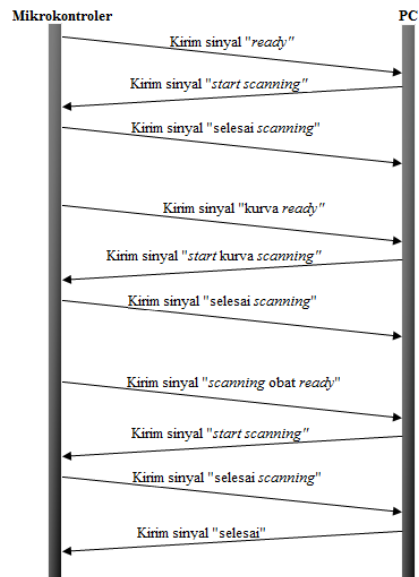 Mikrokontroler PC
Kirim sinyal "ready"
Kirim sinyal "start scanning"
Kirim sinyal "selesai scanning"
Kirim sinyal "kurva ready"
Kirim sinyal "start kurva scanning"
Kirim sinyal "selesai scanning"
Kirim sinyal "scanning obat ready"
Kirim sinyal "start scanning"
Kirim sinyal "selesai scanning"
Kirim sinyal "selesai"